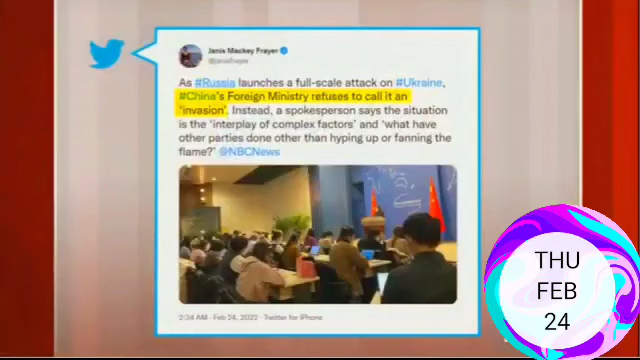 Janis Mackey Frayer
@janisfrayer
As #Russia launches a full-scale attack on #Ukraine,
#China's Foreign Ministry refuses to call it an
'invasion'. Instead, a spokesperson says the situation
is the 'interplay of complex factors' and 'what have
other parties done other than hyping up or fanning the
flame?' @NBCNews
2:34 AM · Feb 24, 2022 · Twitter for iPhone
THU
FEB
24